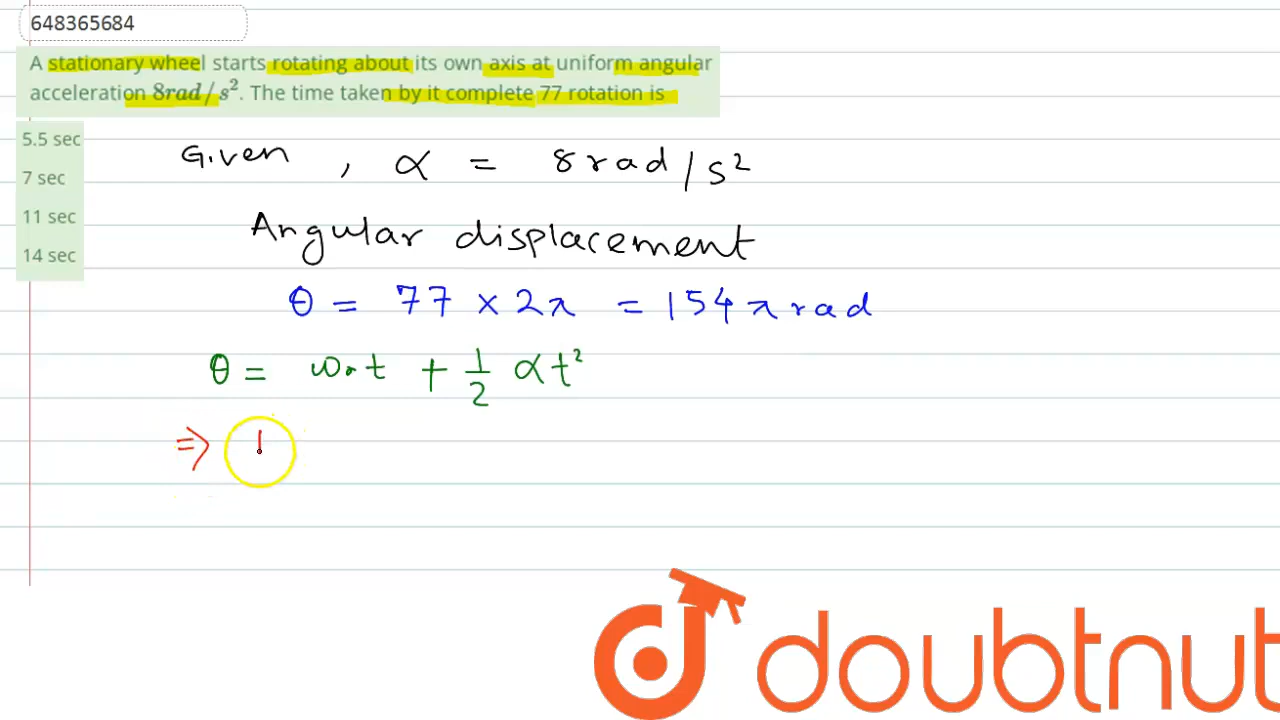 648365684
A stationary wheel starts rotating about its own axis at uniform angular
acceleration 8rad/s². The time taken by it complete 77 rotation is
5.5 sec
7 sec
11 sec
14 sec
Given, α = 8 rad/s²
Angular displacement
θ = 77 × 2π = 154 π rad
θ = ω₀t + 1/2 αt²
⇒ 1
doubtnut